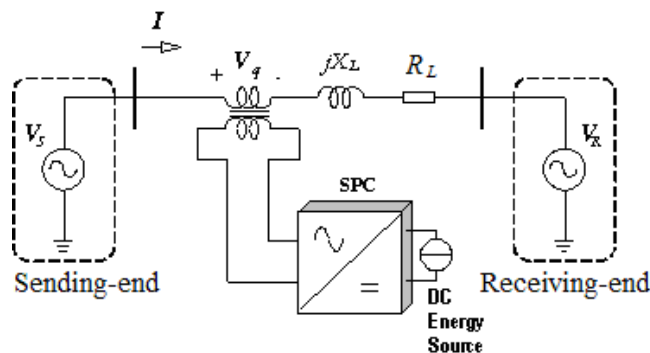 I
+ V_q -
jX_L
R_L
V_S
V_R
SPC
Sending-end
Receiving-end
DC
Energy
Source